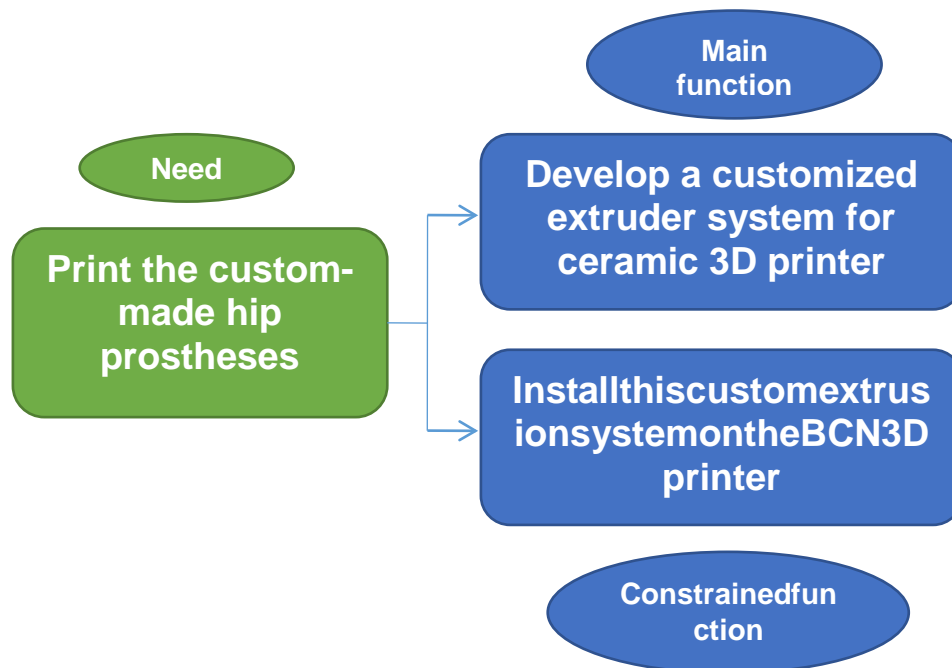 Main
function
Need
Develop a customized
extruder system for
ceramic 3D printer
Print the custom-
made hip
prostheses
Installthiscustomextrus
ionsystemontheBCN3D
printer
Constrainedfun
ction